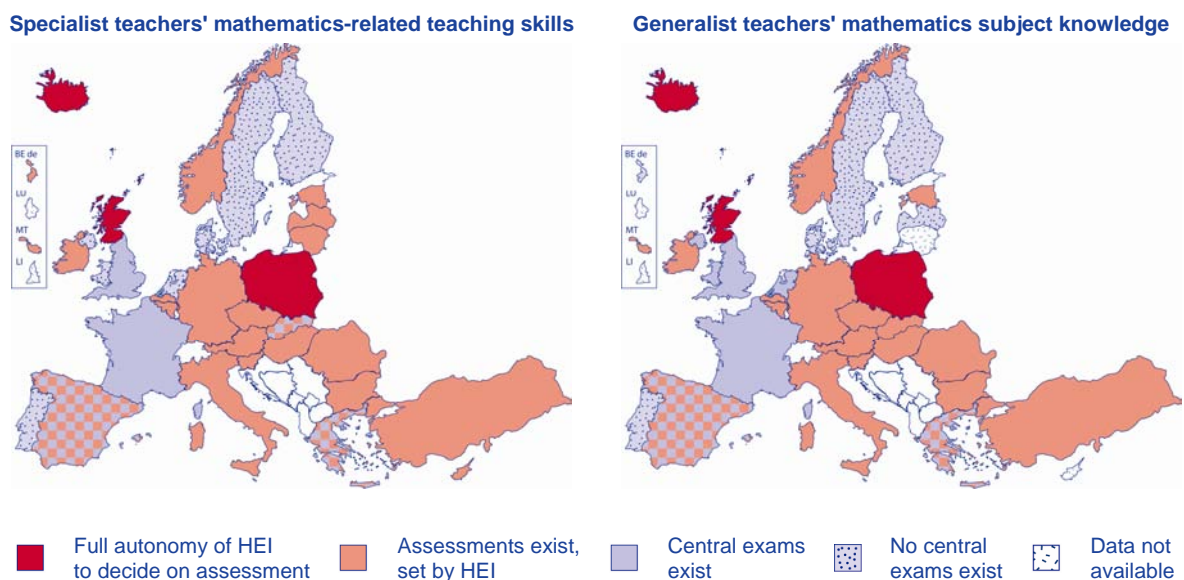 Specialist teachers' mathematics-related teaching skills
Generalist teachers' mathematics subject knowledge
BE de
LU
MT
LI
BE de
LU
MT
LI
Full autonomy of HEI
to decide on assessment
Assessments exist,
set by HEI
Central exams
exist
No central
exams exist
Data not
available